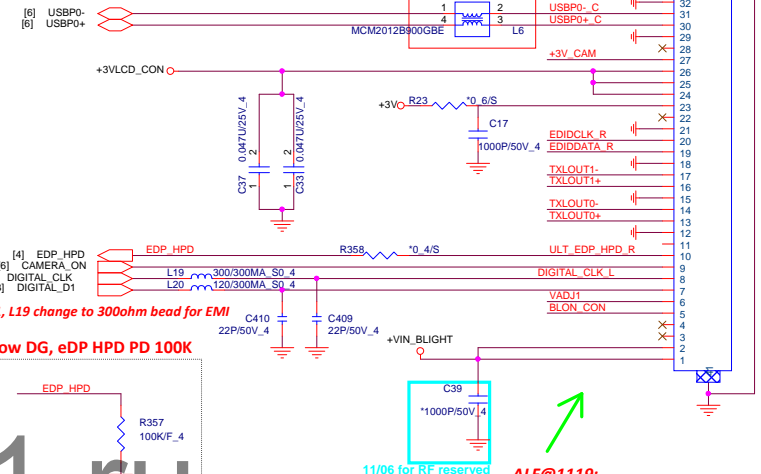 [6] USBP0-
[6] USBP0+
1 2
4 3
MCM2012B900GBE L6
USBP0-_C
USBP0+_C
+3V_CAM
+3VLCD_CON
0.047U/25V_4
0.047U/25V_4
2 2
1 1
C37
C33
+3V
R23 *0_6/S
C17
1000P/50V_4
EDIDCLK_R
EDIDDATA_R
TXLOUT1-
TXLOUT1+
TXLOUT0-
TXLOUT0+
[4] EDP_HPD
EDP_HPD
R358 *0_4/S
ULT_EDP_HPD_R
CAMERA_ON
DIGITAL_CLK
DIGITAL_D1
L19 300/300MA_S0_4
L20 120/300MA_S0_4
DIGITAL_CLK_L
VADJ1
BLON_CON
, L19 change to 300ohm bead for EMI
C410
22P/50V_4
C409
22P/50V_4
+VIN_BLIGHT
ow DG, eDP HPD PD 100K
EDP_HPD
R357
100K/F_4
C39
*1000P/50V_4
11/06 for RF reserved
32
31
30
29
28
27
26
25
24
23
22
21
20
19
18
17
16
15
14
13
12
11
10
9
8
7
6
5
4
3
2
1